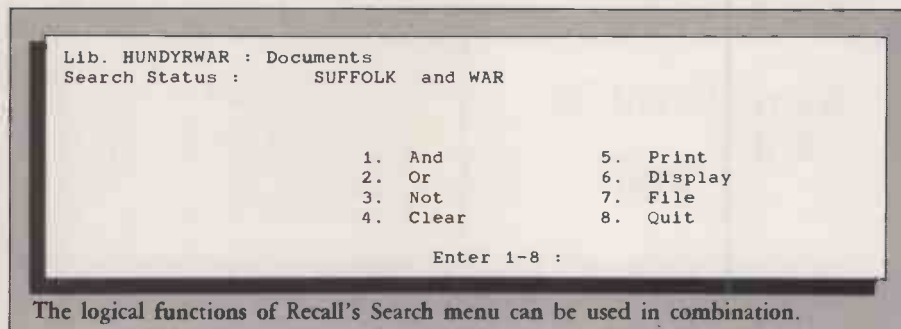 Lib. HUNDYRWAR : Documents
Search Status : SUFFOLK and WAR
1. And 5. Print
2. Or 6. Display
3. Not 7. File
4. Clear 8. Quit
Enter 1-8 :
The logical functions of Recall's Search menu can be used in combination.